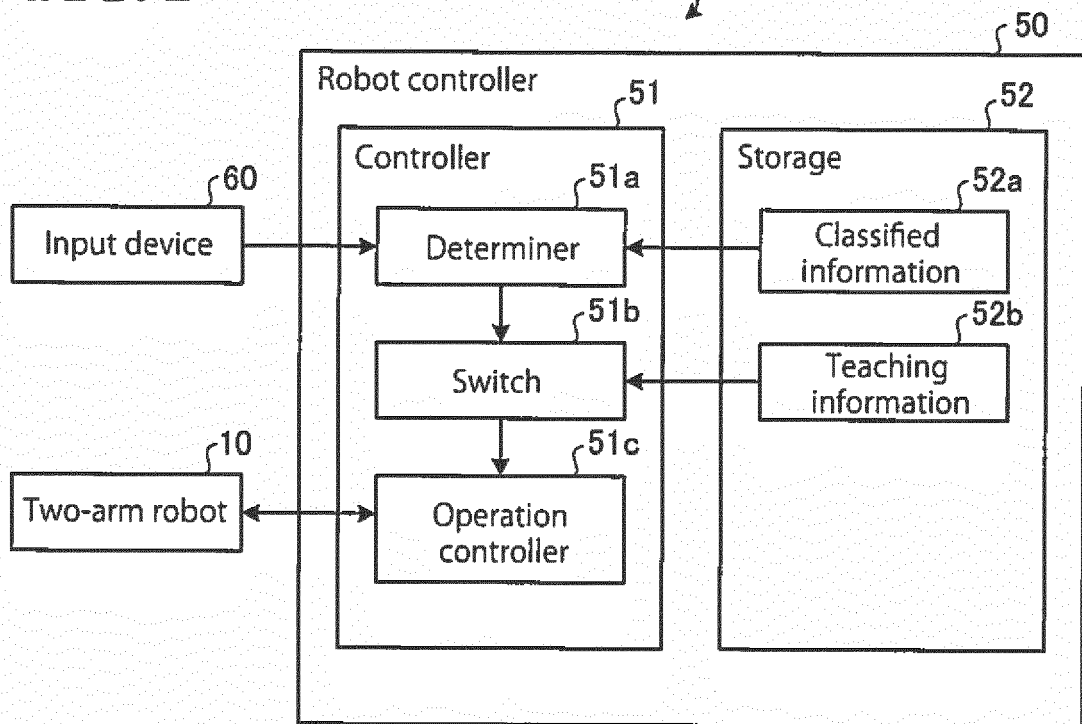 50
Robot controller
51
52
Controller
Storage
60
51a
52a
Input device
Determiner
Classified
information
51b
52b
Switch
Teaching
information
10
51c
Two-arm robot
Operation
controller